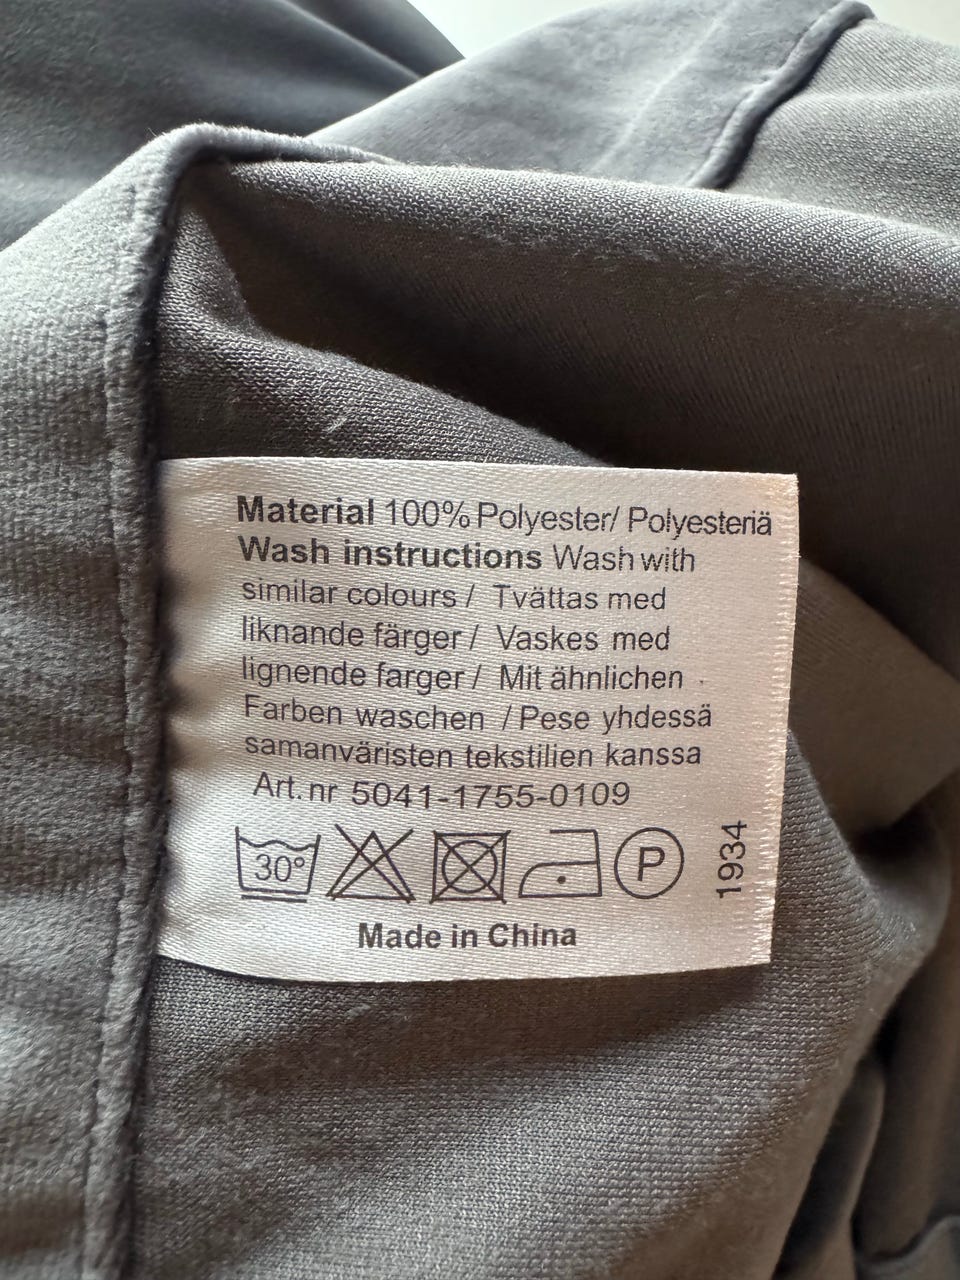 Material 100% Polyester/ Polyesteriä
Wash instructions Wash with
similar colours / Tvättas med
liknande färger / Vaskes med
lignende farger / Mit ähnlichen
Farben waschen / Pese yhdessä
samanväristen tekstilien kanssa
Art. nr 5041-1755-0109
30°
P
1934
Made in China